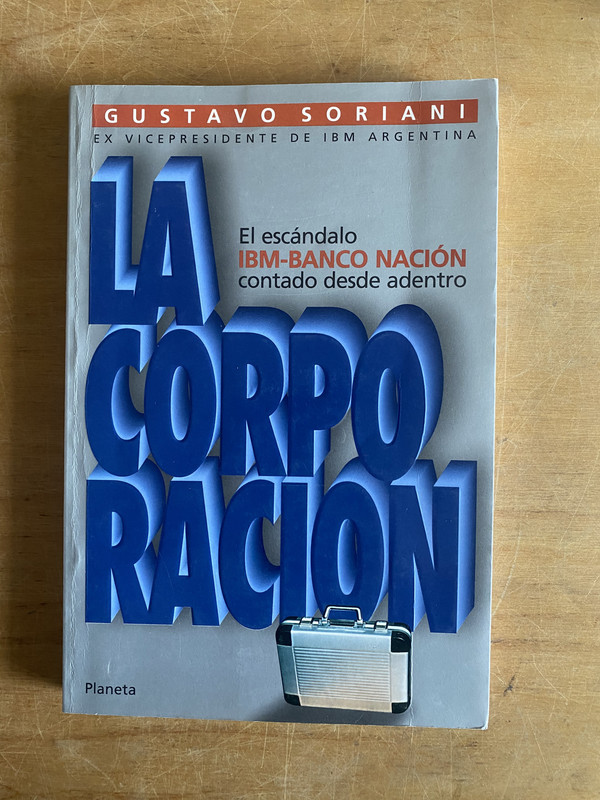 GUSTAVO SORIANI
EX VICEPRESIDENTE DE IBM ARGENTINA
LA
El escándalo
IBM-BANCO NACIÓN
contado desde adentro
CORPO
RACION
Planeta